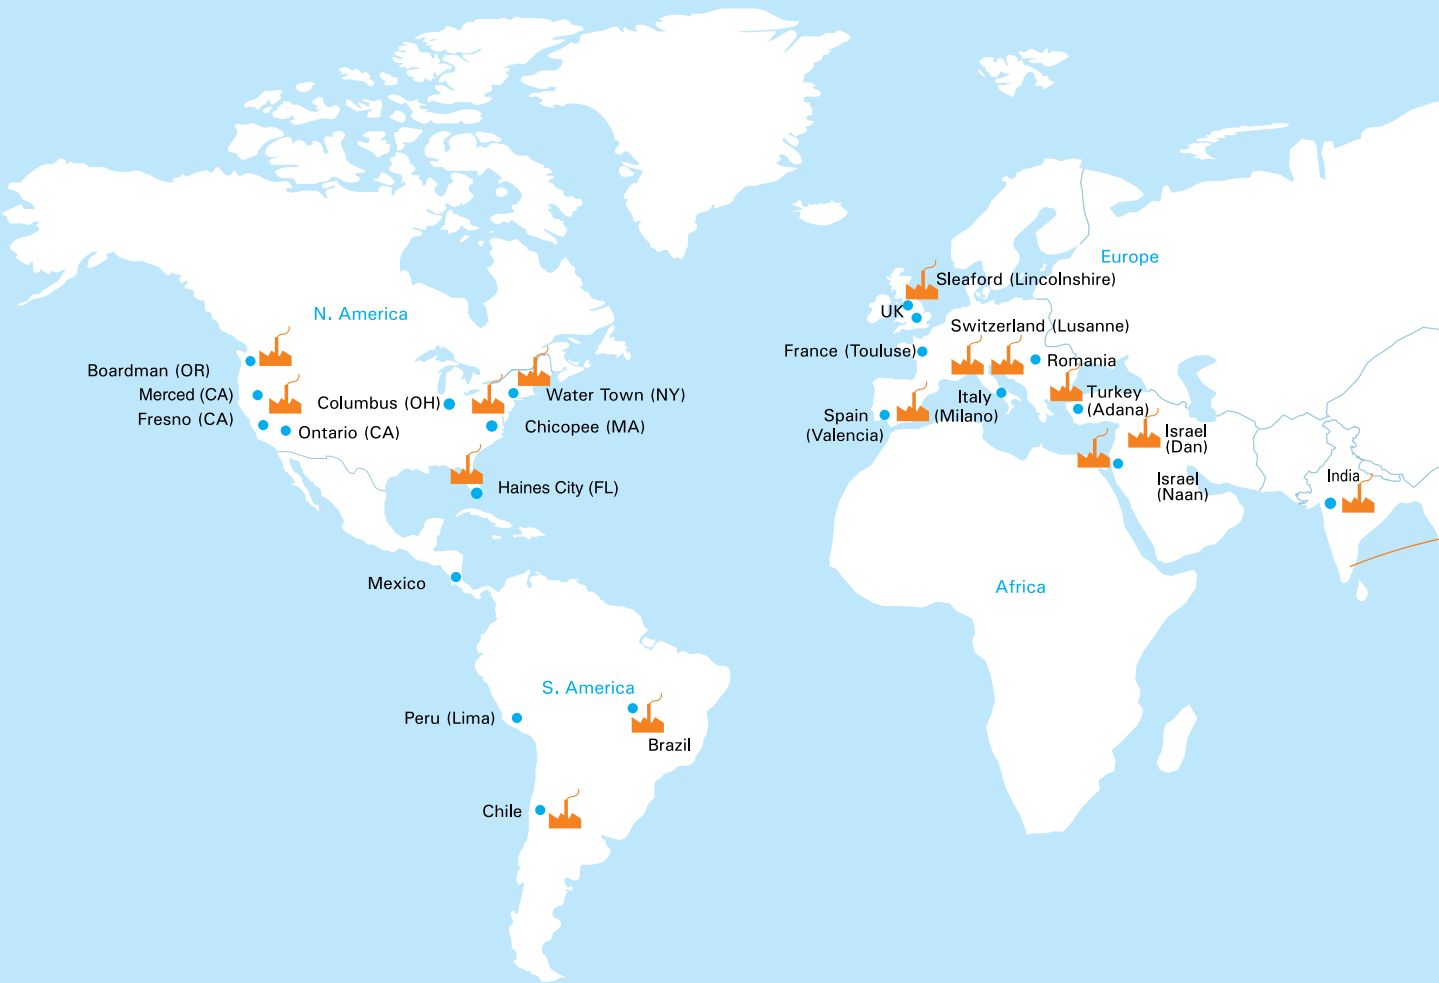 Europe
Sleaford (Lincolnshire)
UK
N. America
Switzerland (Lusanne)
France (Touluse)
Romania
Boardman (OR)
Merced (CA)
Fresno (CA)
Ontario (CA)
Columbus (OH)
Water Town (NY)
Chicopee (MA)
Haines City (FL)
Spain
(Valencia)
Italy
(Milano)
Turkey
(Adana)
Israel
(Dan)
Israel
(Naan)
India
Mexico
Africa
S. America
Peru (Lima)
Brazil
Chile